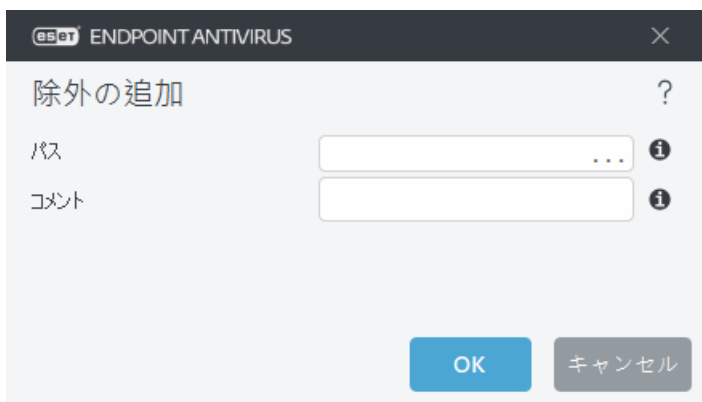 eset ENDPOINT ANTIVIRUS
除外の追加 ?
パス ...
コメント
OK キャンセル